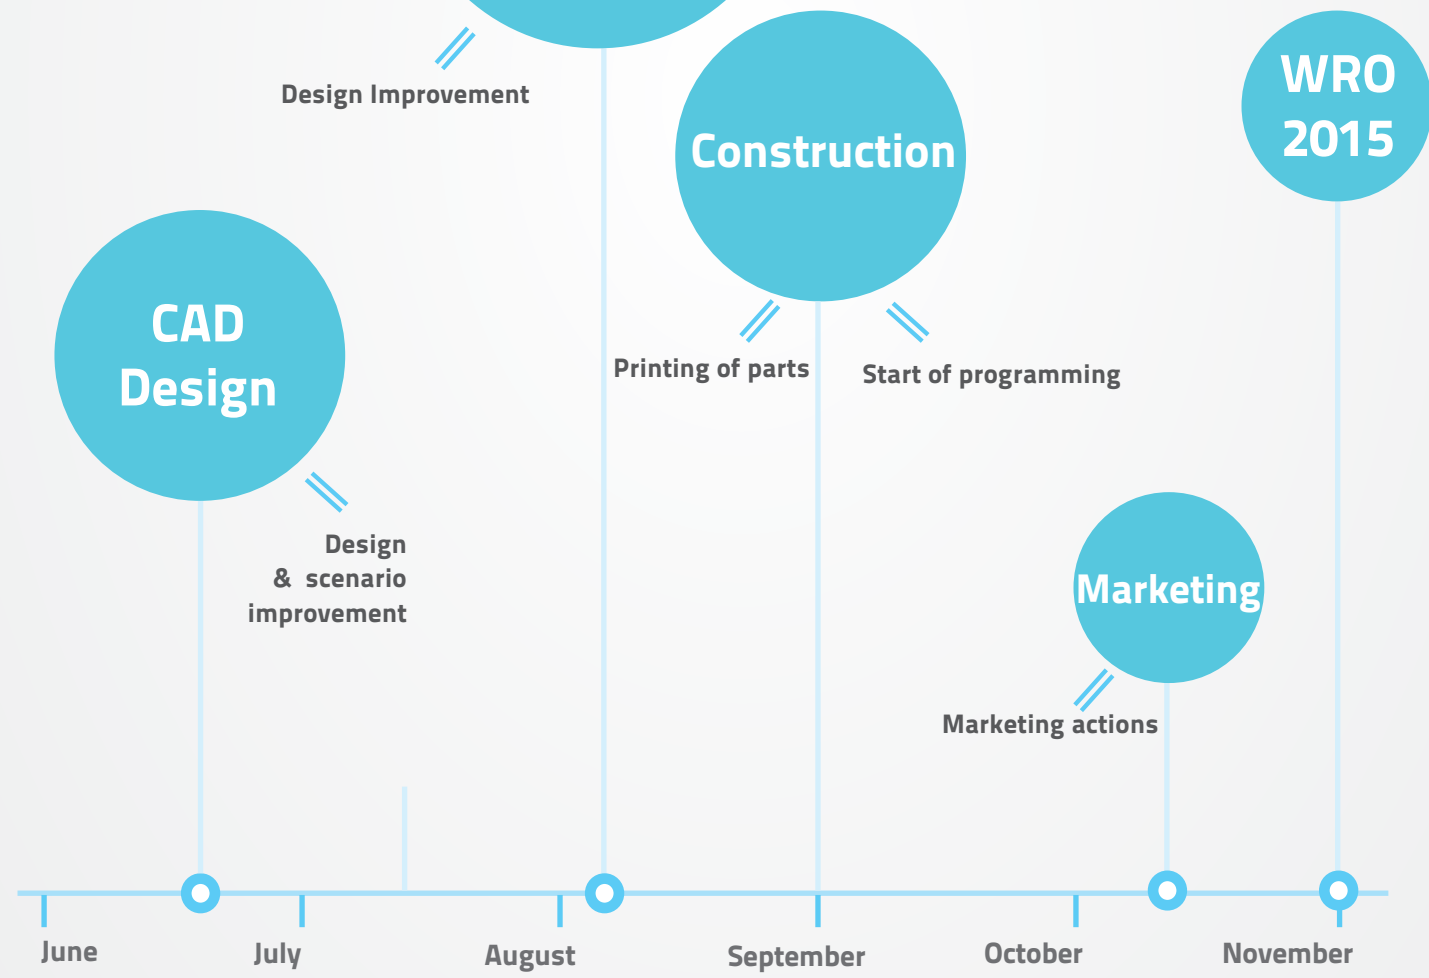 Design Improvement
Construction
WRO
2015
CAD
Design
Printing of parts
Start of programming
Design
& scenario
improvement
Marketing
Marketing actions
June
July
August
September
October
November